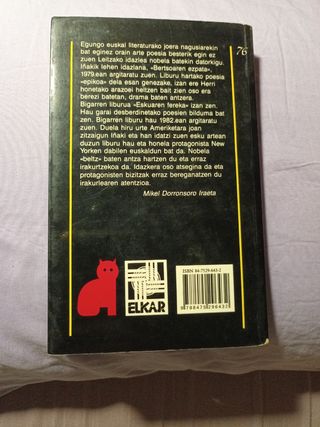 76
Egungo euskal literaturako joera nagusiarekin
bat eginez orain arte poesia besterik egin ez
zuen Leitzako idazles nobela batekin datorkigu.
Iñakik lehen idazlana, «Bertsoaren ezpata»,
1979.ean argitaratu zuen. Liburu hartako poesia
«epikoa» dela esan genezake, izan ere Herri
honetako arazoei heltzen bait zien oso era
berezi batetan, drama baten antzera.
Bigarren liburua «Eskuaren fereka» izan zen.
Hau garai desberdinetako poesien bilduma bat
zen. Bigarren liburu hau 1982.ean argitaratu
zuen. Duela hiru urte Ameriketara joan
zitzaigun Iñaki eta han idatzi zuen esku artean
duzun liburu hau eta honela protagonista New
Yorken dabilen euskaldun bat da. Nobela
«beltz» baten antza hartzen du eta erraz
irakurtzekoa da. Idazkera oso atsegina da eta
protagonisten bizitzak erraz bereganatzen du
irakurlearen atentzioa.
Mikel Dorronsoro Iraeta
ELKAR
ISBN 84-7529-643-2
9788475296432